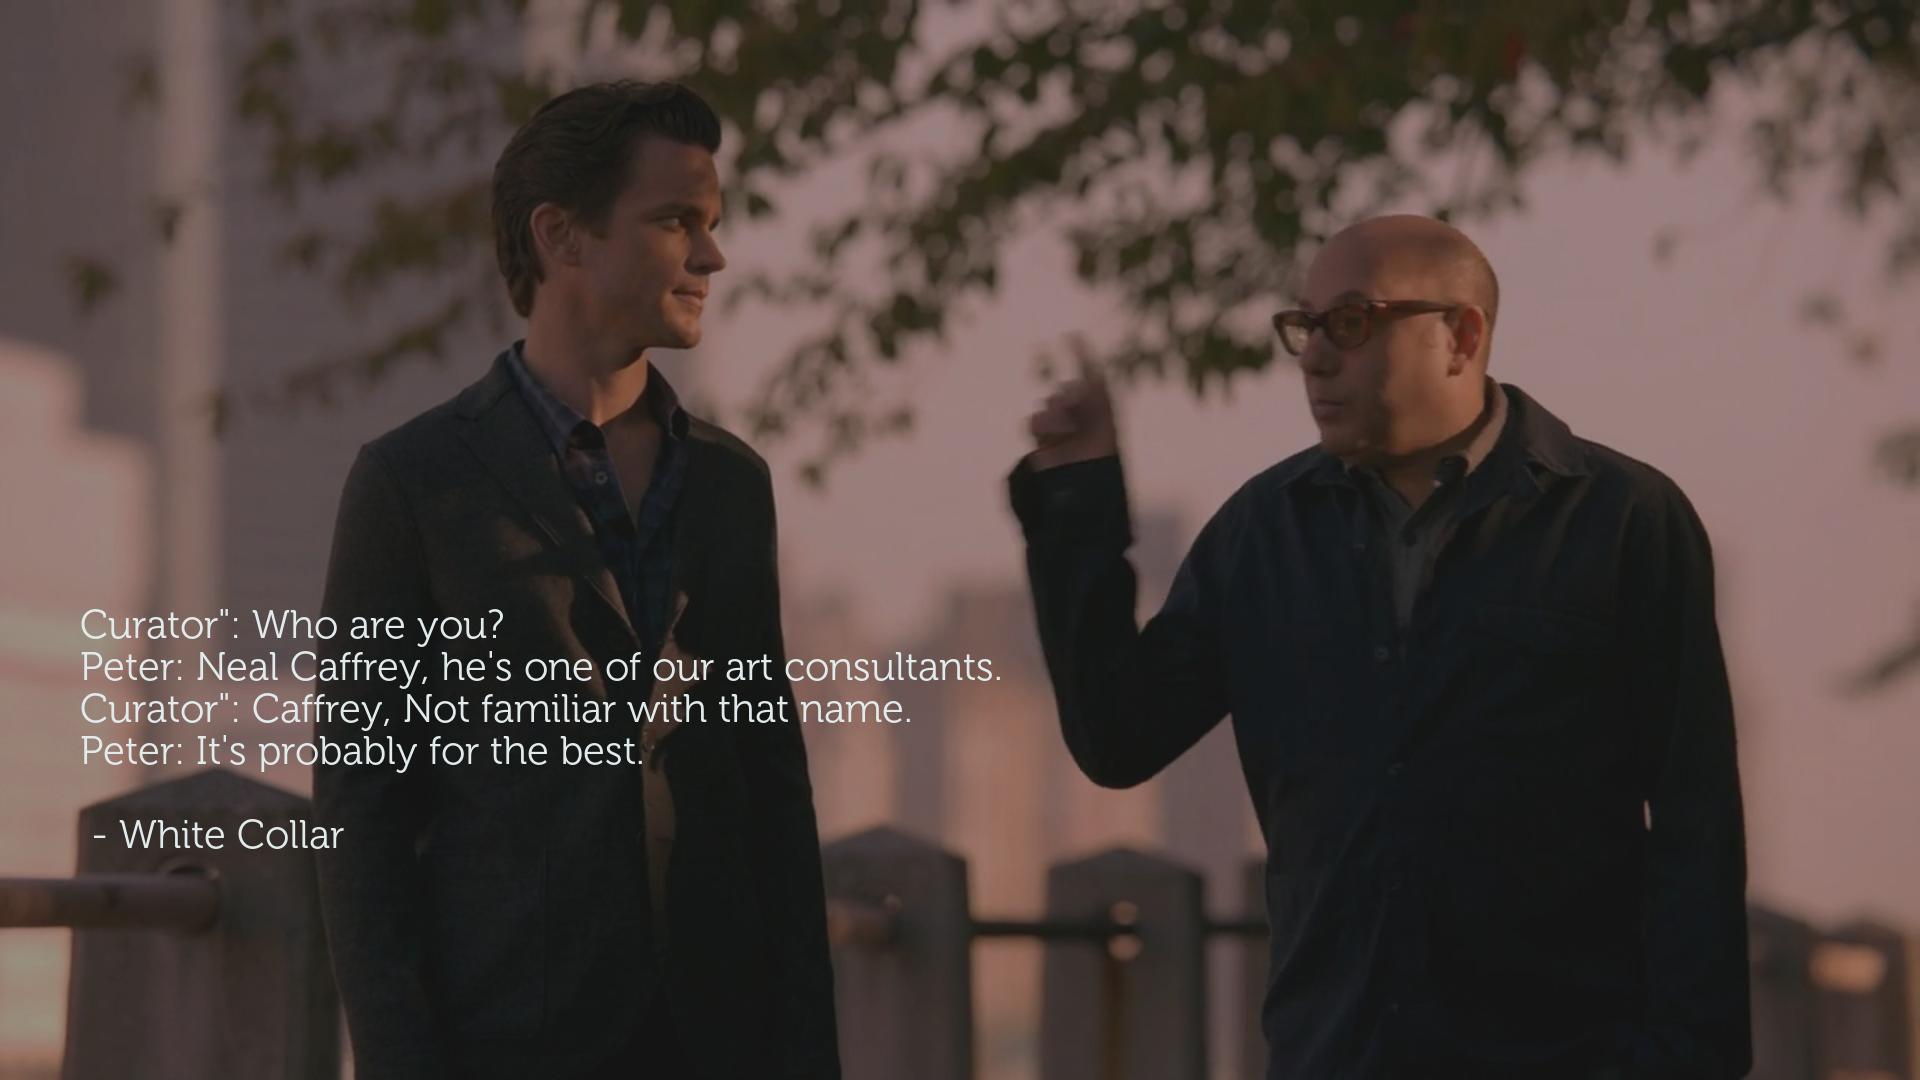 Curator": Who are you?
Peter: Neal Caffrey, he's one of our art consultants.
Curator": Caffrey, Not familiar with that name.
Peter: It's probably for the best.
- White Collar